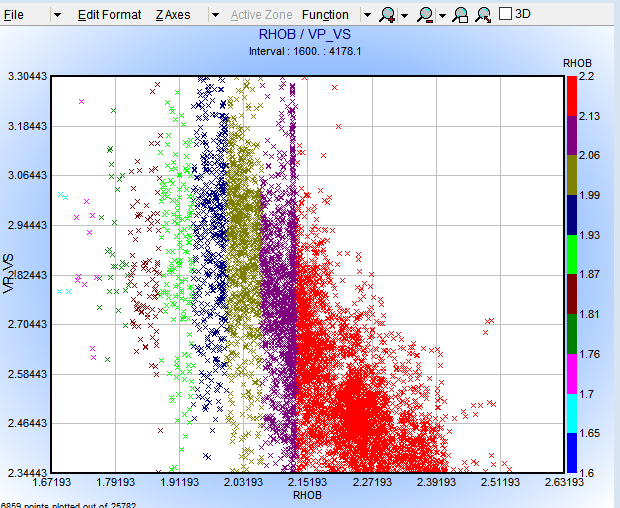 File Edit Format Z Axes Active Zone Function 3D
RHOB / VP_VS
Interval : 1600. : 4178.1
RHOB
3.30443
3.18443
3.06443
2.94443
2.82443
2.70443
2.58443
2.46443
2.34443
VP_VS
2.2
2.13
2.06
1.99
1.93
1.87
1.81
1.76
1.7
1.65
1.6
1.67193 1.79193 1.91193 2.03193 2.15193 2.27193 2.39193 2.51193 2.63193
RHOB
6859 points plotted out of 25782